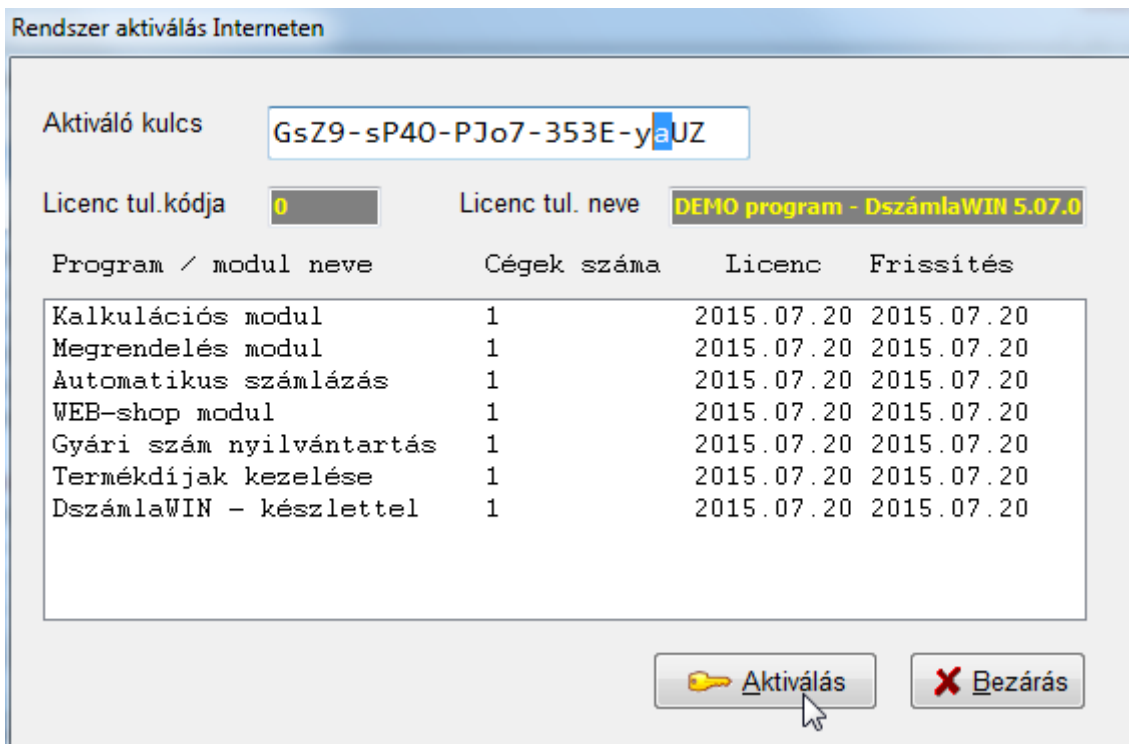 Rendszer aktiválás Interneten
Aktiváló kulcs GsZ9-sP4O-PJo7-353E-yaUZ
Licenc tul.kódja 0 Licenc tul. neve DEMO program - DszámlaWIN 5.07.0
Program / modul neve Cégek száma Licenc Frissítés
Kalkulációs modul 1 2015.07.20 2015.07.20
Megrendelés modul 1 2015.07.20 2015.07.20
Automatikus számlázás 1 2015.07.20 2015.07.20
WEB-shop modul 1 2015.07.20 2015.07.20
Gyári szám nyilvántartás 1 2015.07.20 2015.07.20
Termékdíjak kezelése 1 2015.07.20 2015.07.20
DszámlaWIN - készlettel 1 2015.07.20 2015.07.20
Aktiválás Bezárás